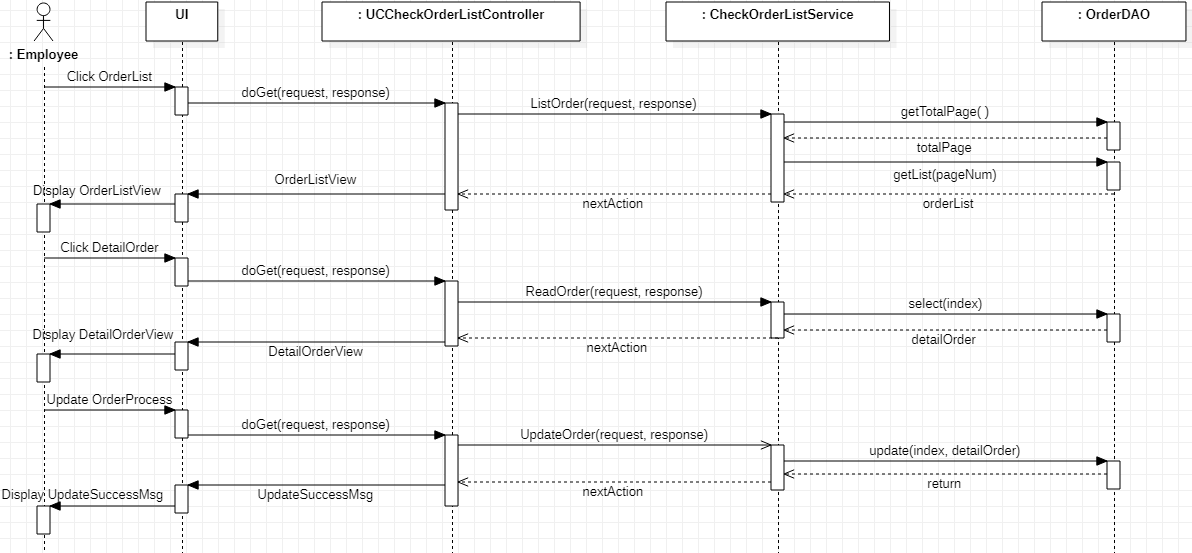 UI
: UCCheckOrderListController
: CheckOrderListService
: OrderDAO
: Employee
Click OrderList
doGet(request, response)
ListOrder(request, response)
getTotalPage( )
totalPage
getList(pageNum)
orderList
nextAction
OrderListView
Display OrderListView
Click DetailOrder
doGet(request, response)
ReadOrder(request, response)
select(index)
detailOrder
nextAction
DetailOrderView
Display DetailOrderView
Update OrderProcess
doGet(request, response)
UpdateOrder(request, response)
update(index, detailOrder)
return
nextAction
UpdateSuccessMsg
Display UpdateSuccessMsg